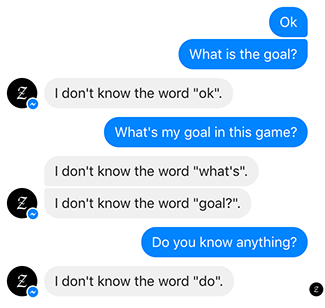 Ok
What is the goal?
I don't know the word "ok".
What's my goal in this game?
I don't know the word "what's".
I don't know the word "goal?".
Do you know anything?
I don't know the word "do".